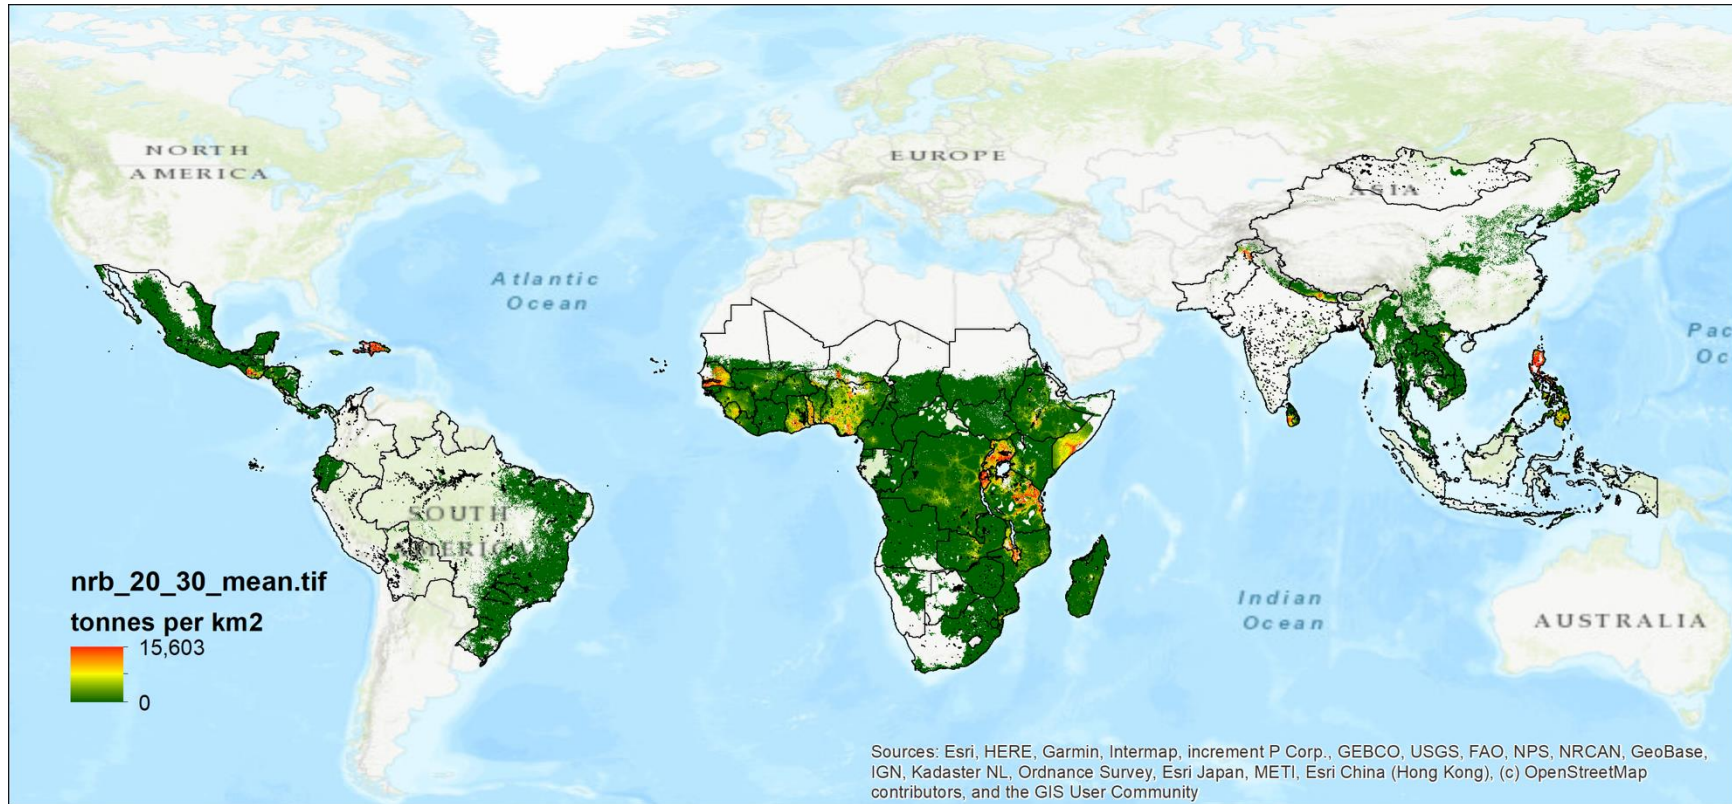 NORTH
AMERICA
EUROPE
ASIA
Atlantic
Ocean
Pac
Oc
SOUTH
AMERICA
Indian
Ocean
AUSTRALIA
nrb_20_30_mean.tif
tonnes per km2
15,603
0
Sources: Esri, HERE, Garmin, Intermap, increment P Corp., GEBCO, USGS, FAO, NPS, NRCAN, GeoBase,
IGN, Kadaster NL, Ordnance Survey, Esri Japan, METI, Esri China (Hong Kong), (c) OpenStreetMap
contributors, and the GIS User Community